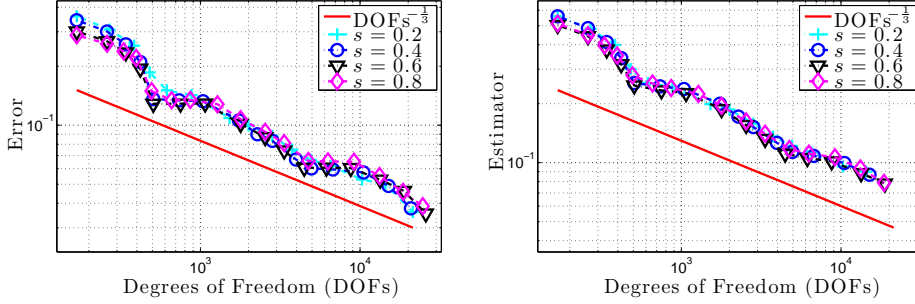 DOFs^{-1/3}
s = 0.2
s = 0.4
s = 0.6
s = 0.8
Error
10^{-1}
10^3
10^4
Degrees of Freedom (DOFs)
DOFs^{-1/3}
s = 0.2
s = 0.4
s = 0.6
s = 0.8
Estimator
10^{-1}
10^3
10^4
Degrees of Freedom (DOFs)